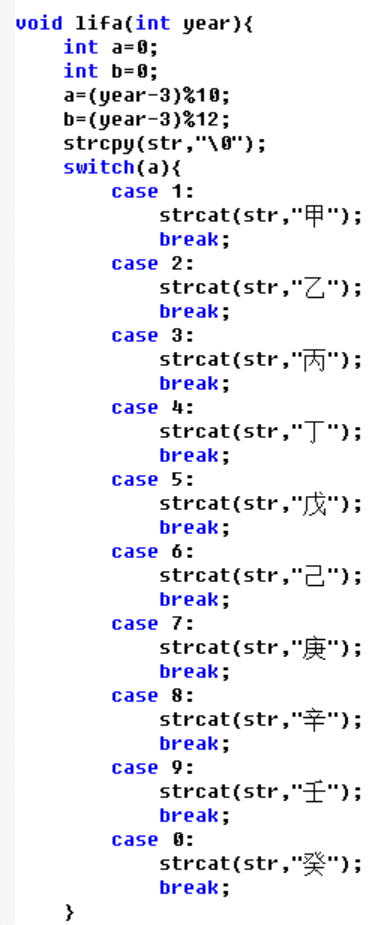 void lifa(int year){
    int a=0;
    int b=0;
    a=(year-3)%10;
    b=(year-3)%12;
    strcpy(str,"\0");
    switch(a){
        case 1:
            strcat(str,"甲");
            break;
        case 2:
            strcat(str,"乙");
            break;
        case 3:
            strcat(str,"丙");
            break;
        case 4:
            strcat(str,"丁");
            break;
        case 5:
            strcat(str,"戊");
            break;
        case 6:
            strcat(str,"己");
            break;
        case 7:
            strcat(str,"庚");
            break;
        case 8:
            strcat(str,"辛");
            break;
        case 9:
            strcat(str,"壬");
            break;
        case 0:
            strcat(str,"癸");
            break;
    }